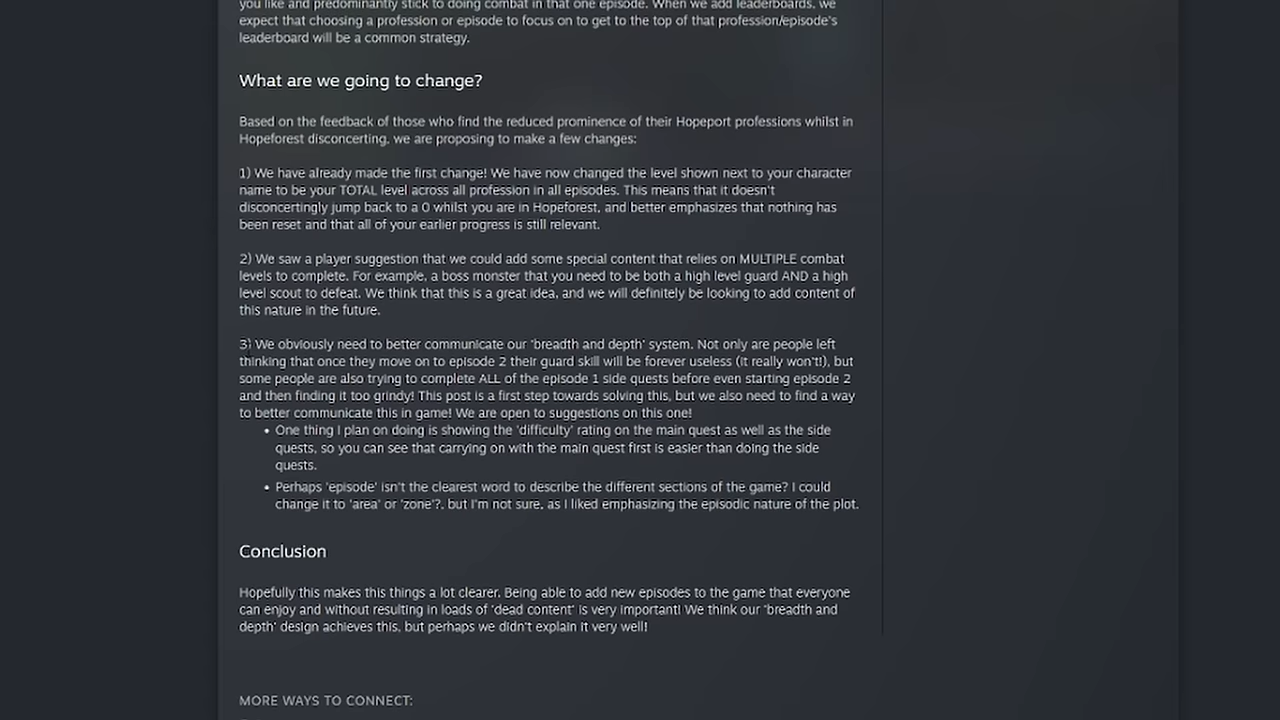 you like and predominantly stick to doing combat in that one episode. When we add leaderboards, we
expect that choosing a profession or episode to focus on to get to the top of that profession/episode's
leaderboard will be a common strategy.
What are we going to change?
Based on the feedback of those who find the reduced prominence of their Hopeport professions whilst in
Hopeforest disconcerting, we are proposing to make a few changes:
1) We have already made the first change! We have now changed the level shown next to your character
name to be your TOTAL level across all profession in all episodes. This means that it doesn't
disconcertingly jump back to a 0 whilst you are in Hopeforest, and better emphasizes that nothing has
been reset and that all of your earlier progress is still relevant.
2) We saw a player suggestion that we could add some special content that relies on MULTIPLE combat
levels to complete. For example, a boss monster that you need to be both a high level guard AND a high
level scout to defeat. We think that this is a great idea, and we will definitely be looking to add content of
this nature in the future.
3) We obviously need to better communicate our 'breadth and depth' system. Not only are people left
thinking that once they move on to episode 2 their guard skill will be forever useless (it really won't!), but
some people are also trying to complete ALL of the episode 1 side quests before even starting episode 2
and then finding it too grindy! This post is a first step towards solving this, but we also need to find a way
to better communicate this in game! We are open to suggestions on this one!
• One thing I plan on doing is showing the 'difficulty' rating on the main quest as well as the side
quests, so you can see that carrying on with the main quest first is easier than doing the side
quests.
• Perhaps 'episode' isn't the clearest word to describe the different sections of the game? I could
change it to 'area' or 'zone'?, but I'm not sure, as I liked emphasizing the episodic nature of the plot.
Conclusion
Hopefully this makes this things a lot clearer. Being able to add new episodes to the game that everyone
can enjoy and without resulting in loads of 'dead content' is very important! We think our 'breadth and
depth' design achieves this, but perhaps we didn't explain it very well!
MORE WAYS TO CONNECT: